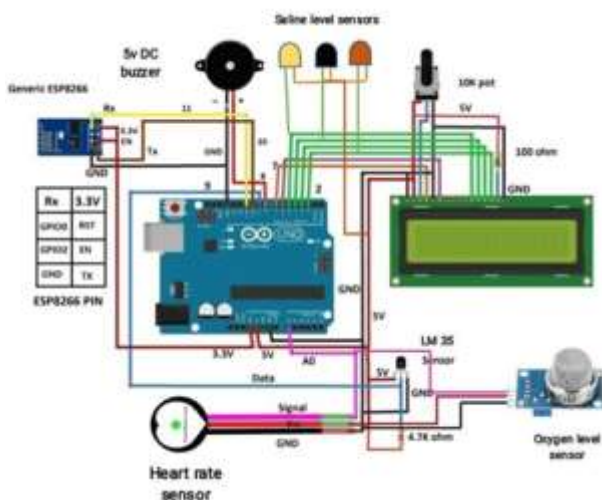 Saline level sensors
5v DC
buzzer
Generic ESP8266
10K pot
5V
Rx
11
3.3V
EN
Tx
10
GND
GND
100 ohm
GND
9
8
2
Rx 3.3V
GPIO0 RST
GPIO2 EN
GND TX
ESP8266 PIN
UNO
GND
5V
3.3V
5V
A0
LM 35
Sensor
5V
GND
Data
Signal
GND
4.7K ohm
Oxygen level
sensor
Heart rate
sensor